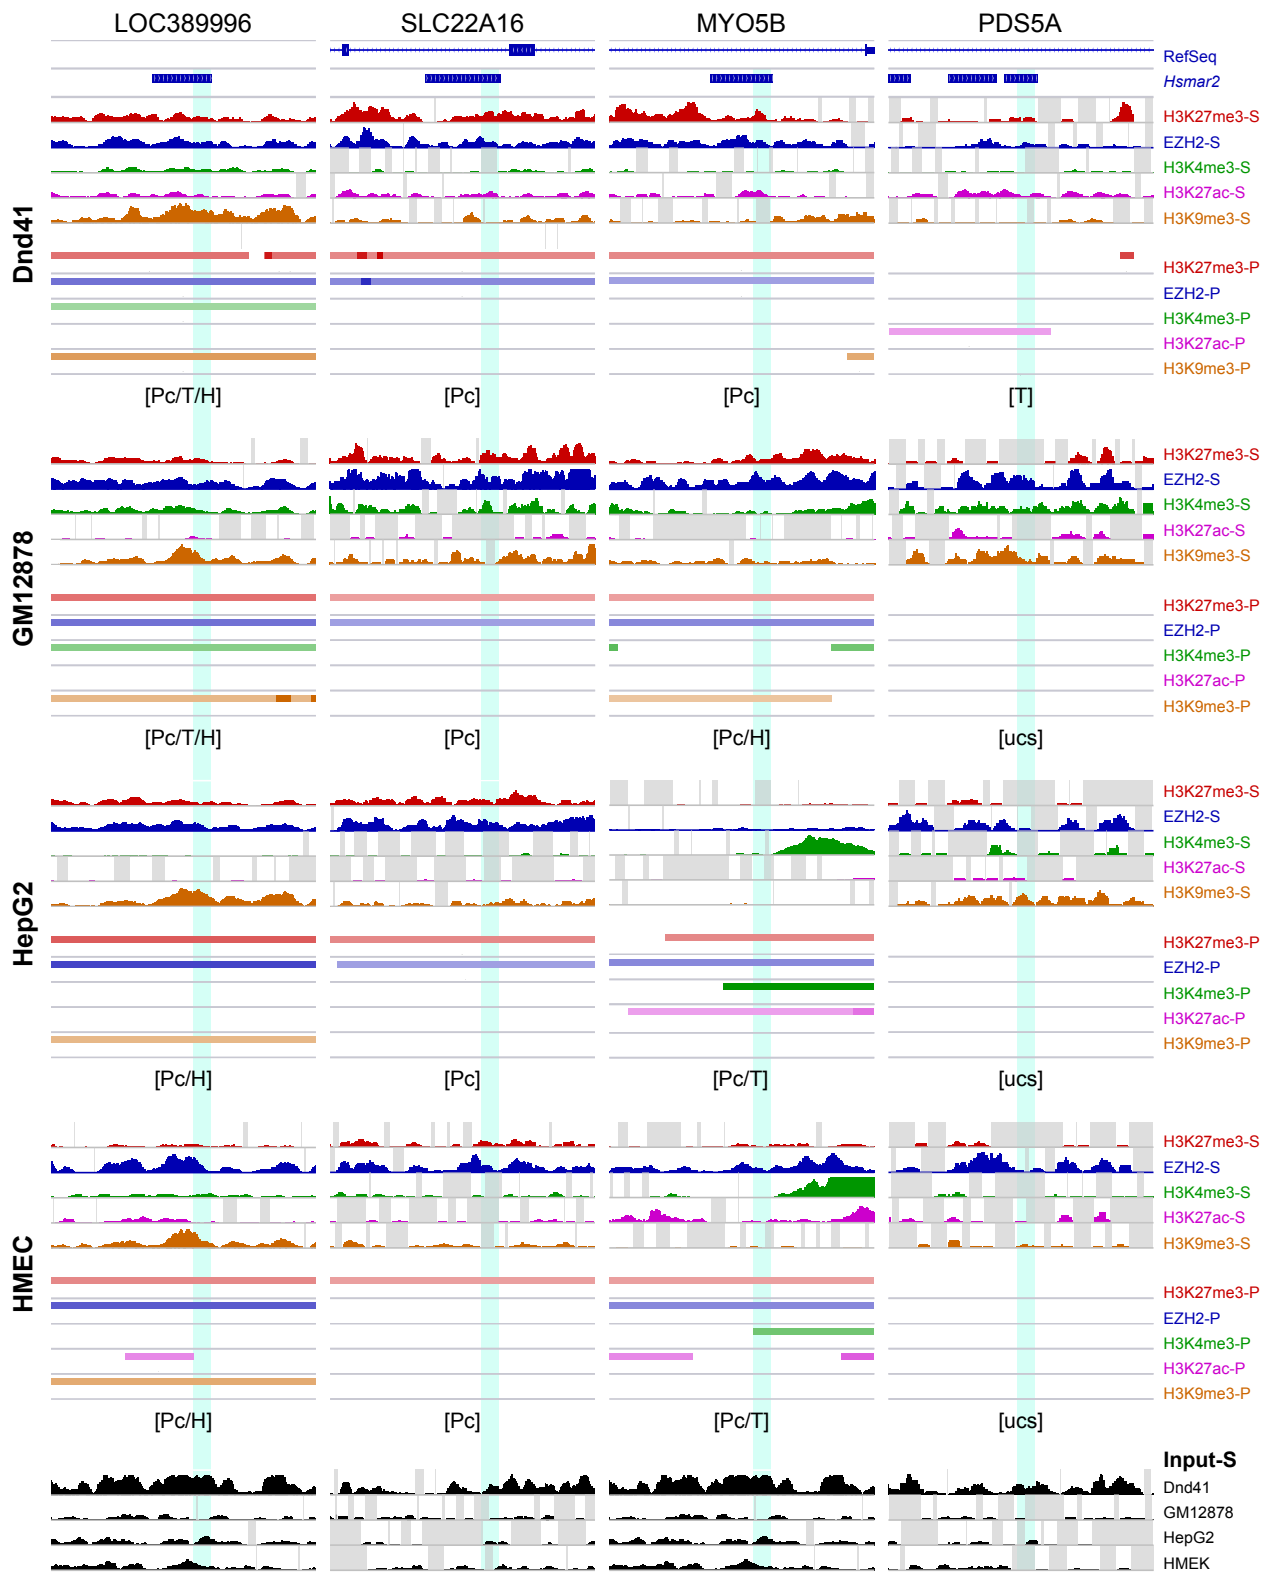 LOC389996 SLC22A16 MYO5B PDS5A
RefSeq
Hsmar2
Dnd41
H3K27me3-S
EZH2-S
H3K4me3-S
H3K27ac-S
H3K9me3-S
H3K27me3-P
EZH2-P
H3K4me3-P
H3K27ac-P
H3K9me3-P
[Pc/T/H] [Pc] [Pc] [T]
GM12878
H3K27me3-S
EZH2-S
H3K4me3-S
H3K27ac-S
H3K9me3-S
H3K27me3-P
EZH2-P
H3K4me3-P
H3K27ac-P
H3K9me3-P
[Pc/T/H] [Pc] [Pc/H] [ucs]
HepG2
H3K27me3-S
EZH2-S
H3K4me3-S
H3K27ac-S
H3K9me3-S
H3K27me3-P
EZH2-P
H3K4me3-P
H3K27ac-P
H3K9me3-P
[Pc/H] [Pc] [Pc/T] [ucs]
HMEC
H3K27me3-S
EZH2-S
H3K4me3-S
H3K27ac-S
H3K9me3-S
H3K27me3-P
EZH2-P
H3K4me3-P
H3K27ac-P
H3K9me3-P
[Pc/H] [Pc] [Pc/T] [ucs]
Input-S
Dnd41
GM12878
HepG2
HMEK